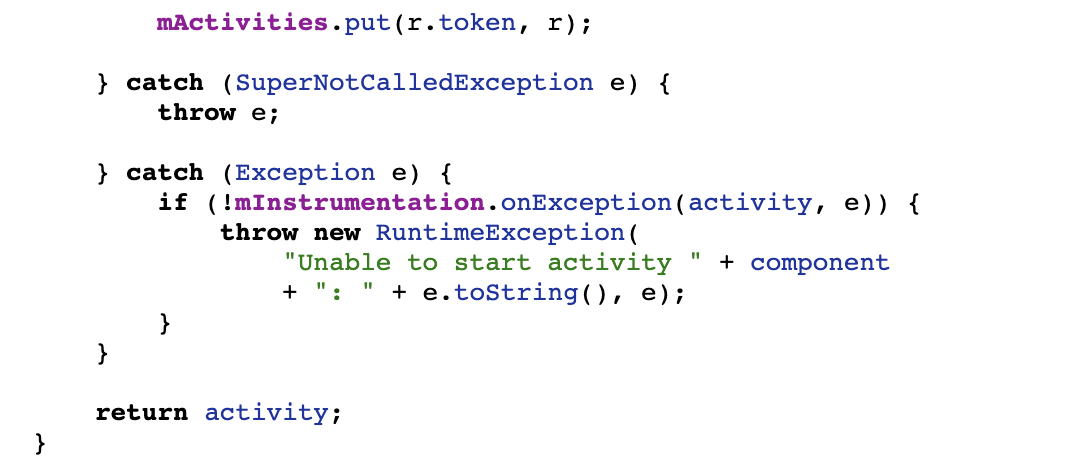 mActivities.put(r.token, r);
} catch (SuperNotCalledException e) {
throw e;
} catch (Exception e) {
if (!mInstrumentation.onException(activity, e)) {
throw new RuntimeException(
"Unable to start activity " + component
+ ": " + e.toString(), e);
}
}
return activity;
}